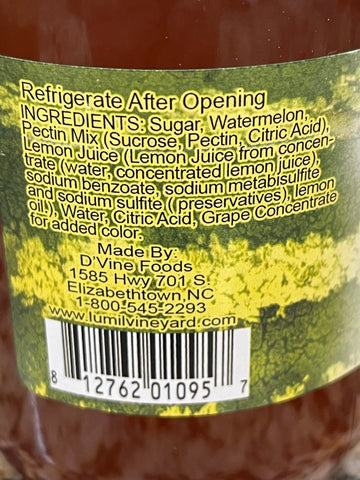 Refrigerate After Opening
INGREDIENTS: Sugar, Watermelon,
Pectin Mix (Sucrose, Pectin, Citric Acid),
Lemon Juice (Lemon Juice from concen-
trate (water, concentrated lemon juice),
sodium benzoate, sodium metabisulfite
and sodium sulfite ((preservatives), lemon
oil.), Water, Citric Acid, Grape Concentrate
for added color.
Made By:
D'Vine Foods
1585 Hwy 701 S.
Elizabethtown,NC
1-800-545-2293
www.lumilvineyard.com
8 12762 01095 7